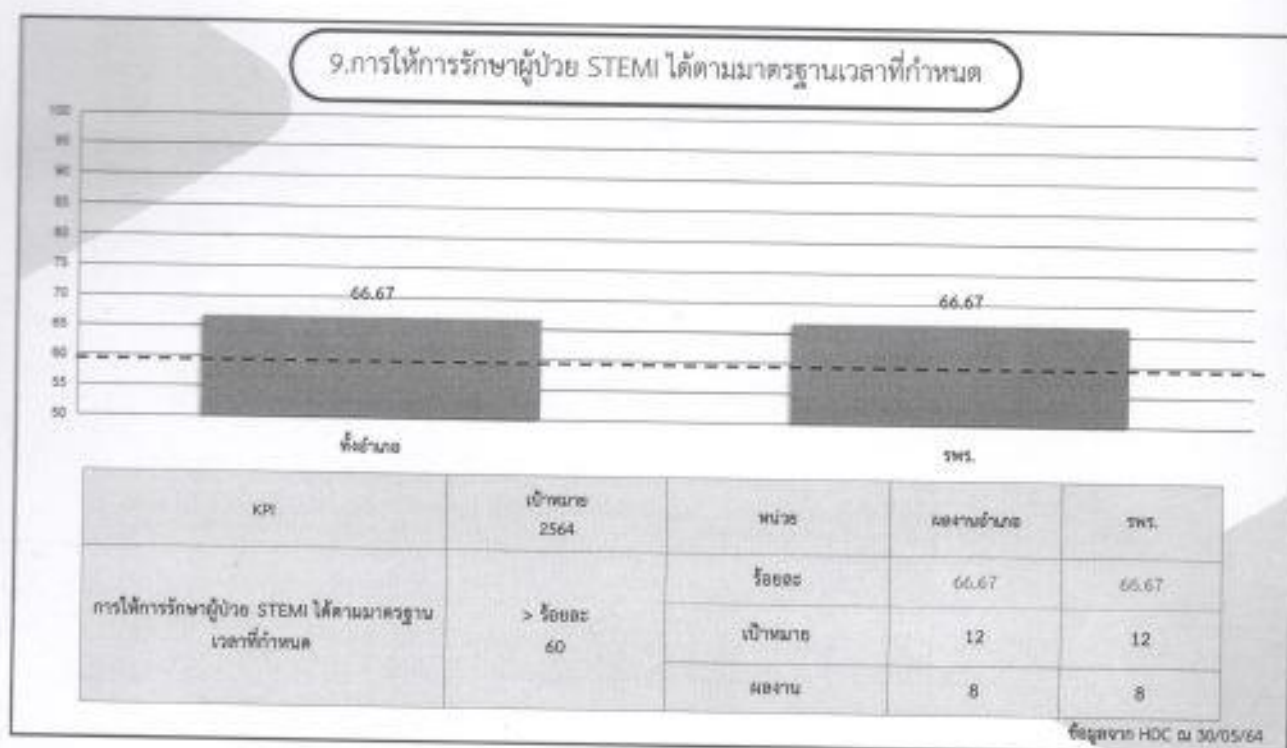 9.การให้การรักษาผู้ป่วย STEMI ได้ตามมาตรฐานเวลาที่กำหนด
100
95
90
85
80
75
70
65
60
55
50
66.67
66.67
ทั้งอำเภอ
รพร.
KPI
เป้าหมาย
2564
หน่วย
ผลงานอำเภอ
รพร.
การให้การรักษาผู้ป่วย STEMI ได้ตามมาตรฐาน
เวลาที่กำหนด
> ร้อยละ
60
ร้อยละ
66.67
66.67
เป้าหมาย
12
12
ผลงาน
8
8
ข้อมูลจาก HDC ณ 30/05/64